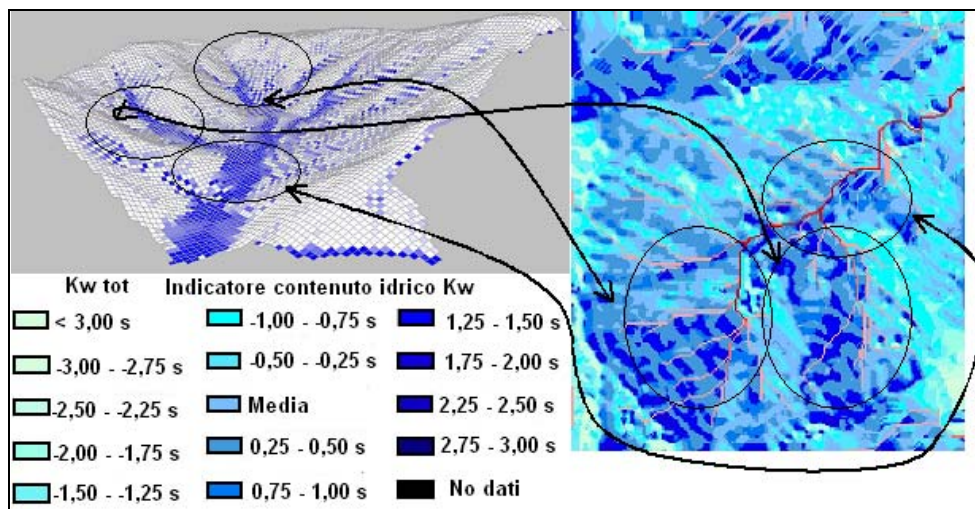 Kw tot
Indicatore contenuto idrico Kw
< 3,00 s
-3,00 - -2,75 s
-2,50 - -2,25 s
-2,00 - -1,75 s
-1,50 - -1,25 s
-1,00 - -0,75 s
-0,50 - -0,25 s
Media
0,25 - 0,50 s
0,75 - 1,00 s
1,25 - 1,50 s
1,75 - 2,00 s
2,25 - 2,50 s
2,75 - 3,00 s
No dati